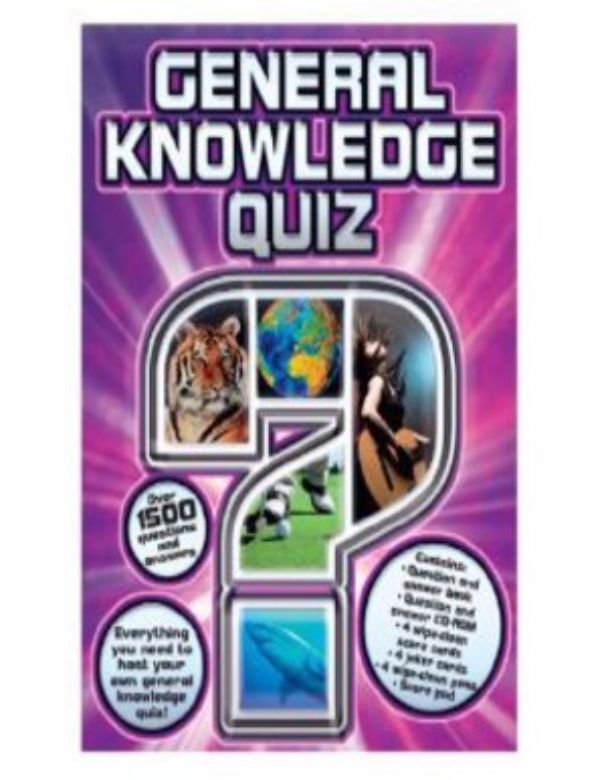 GENERAL
KNOWLEDGE
QUIZ
Over
1500
questions
and
answers
Everything
you need to
host your
own general
knowledge
quiz!
Contains:
• Question and
answer book
• Question and
answer CD-ROM
• 4 wipe-clean
score cards
• 4 joker cards
• 4 wipe-clean pens
• Score pad